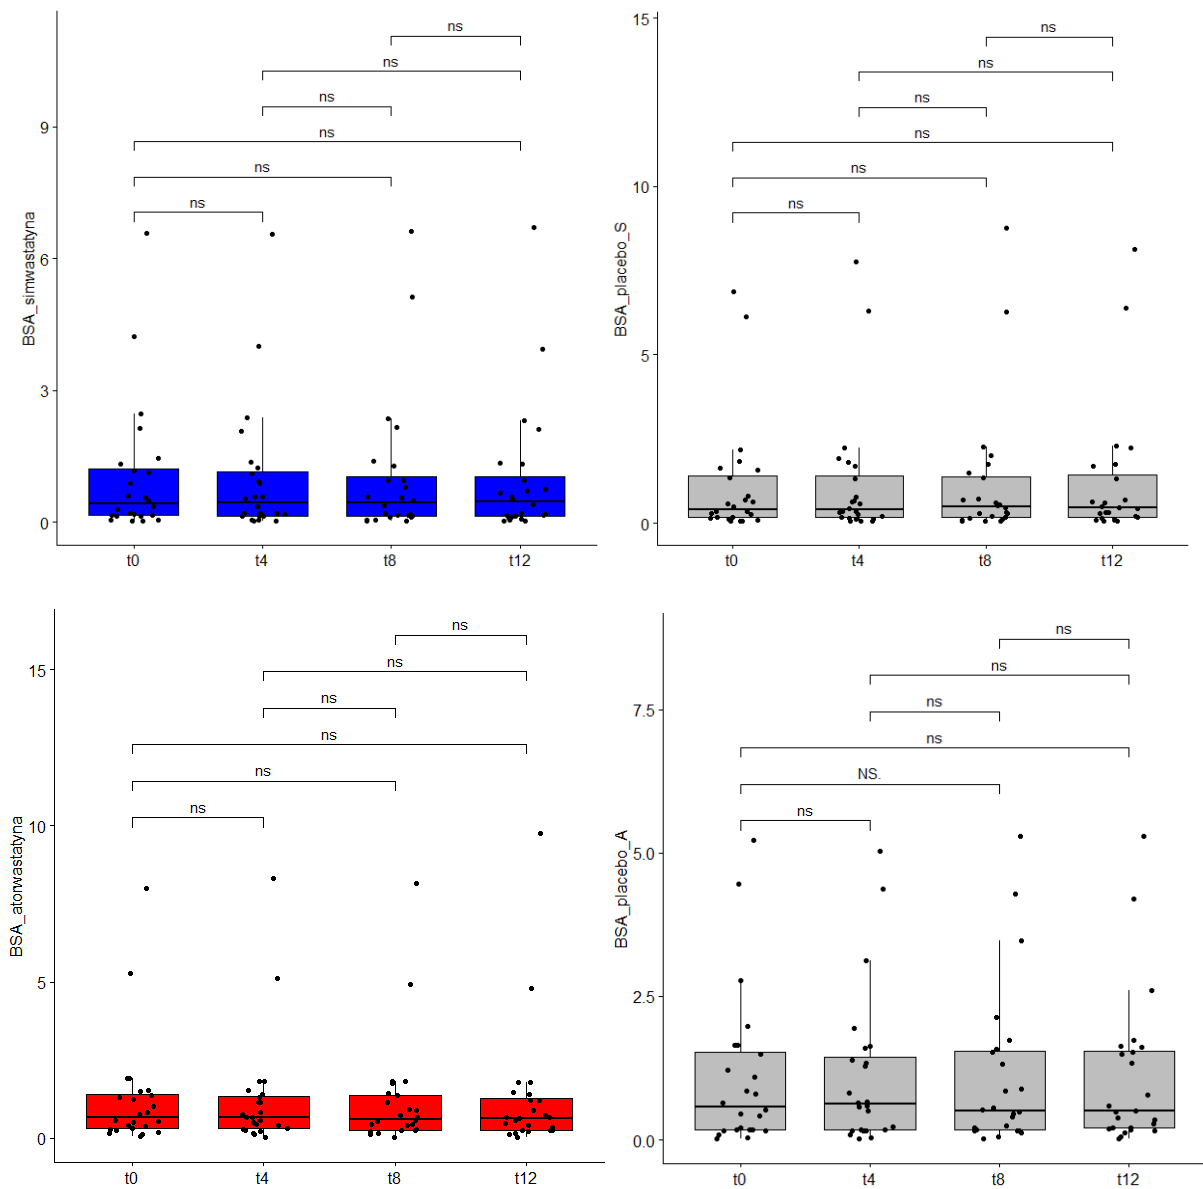 ns
ns
ns
ns
ns
ns
9
6
3
0
BSA_simwastatyna
t0 t4 t8 t12
15
ns
ns
ns
ns
ns
ns
10
5
0
BSA_placebo_S
t0 t4 t8 t12
ns
15
ns
ns
ns
ns
ns
10
5
0
BSA_atorwastatyna
t0 t4 t8 t12
ns
ns
ns
7.5
ns
NS.
ns
5.0
2.5
0.0
BSA_placebo_A
t0 t4 t8 t12